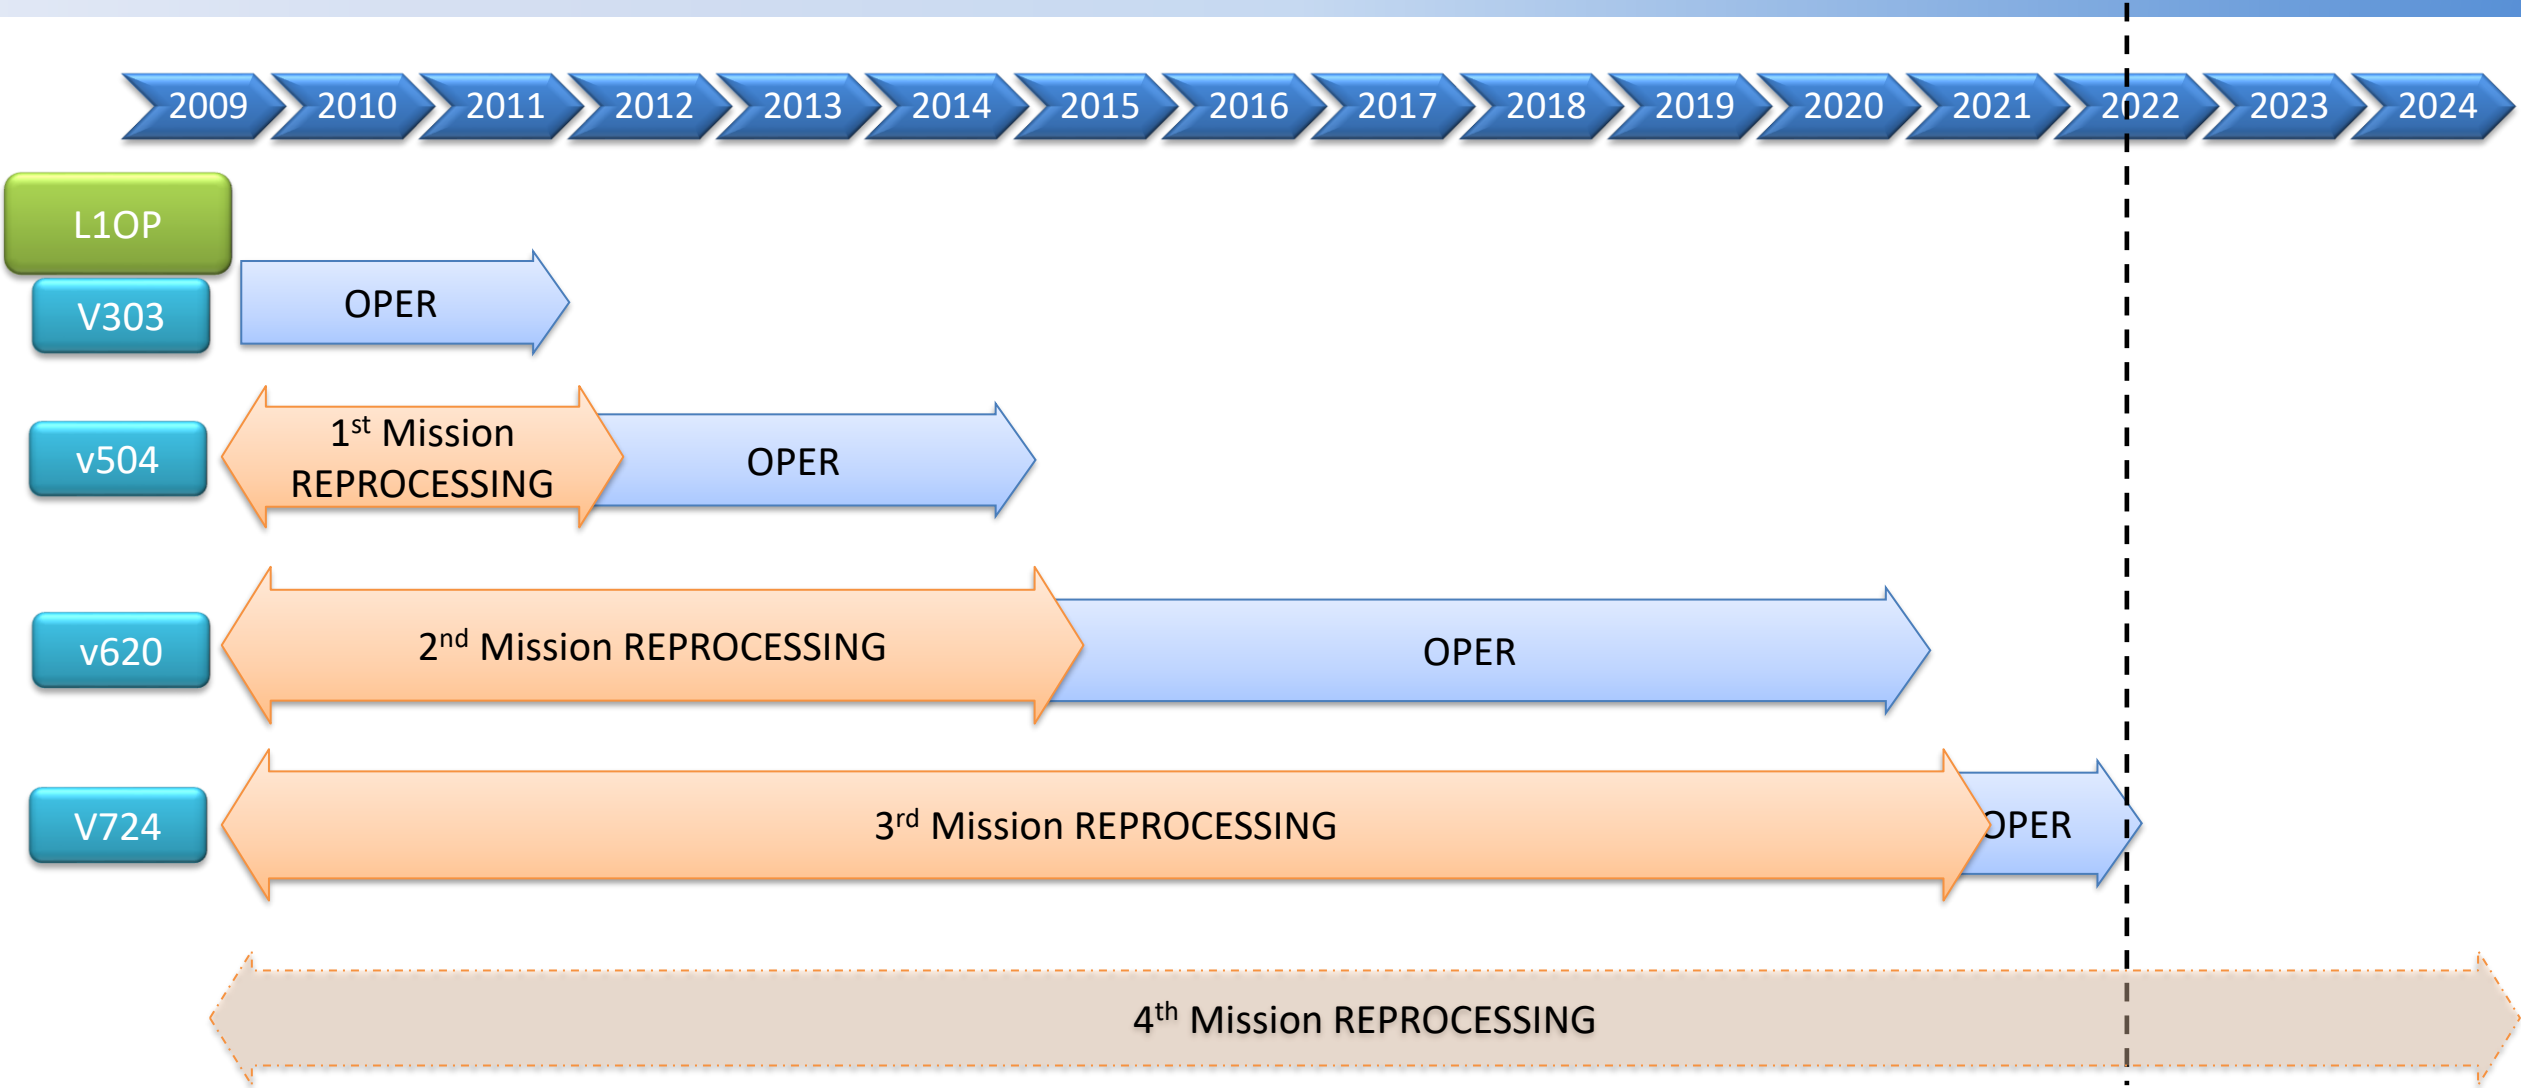 2009 2010 2011 2012 2013 2014 2015 2016 2017 2018 2019 2020 2021 2022 2023 2024
L1OP
V303
OPER
v504
1st Mission
REPROCESSING
OPER
v620
2nd Mission REPROCESSING
OPER
V724
3rd Mission REPROCESSING
OPER
4th Mission REPROCESSING